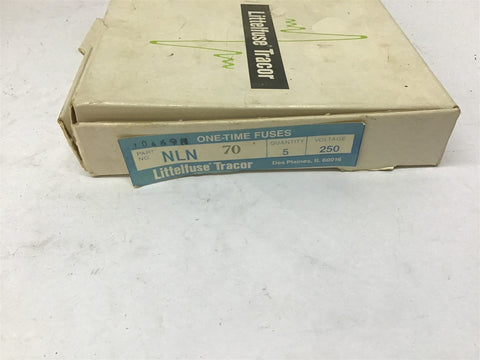 Littelfuse Tracor
ONE-TIME FUSES
PART NO. NLN 70 QUANTITY 5 VOLTAGE 250
Littelfuse Tracor Des Plaines, IL 60016